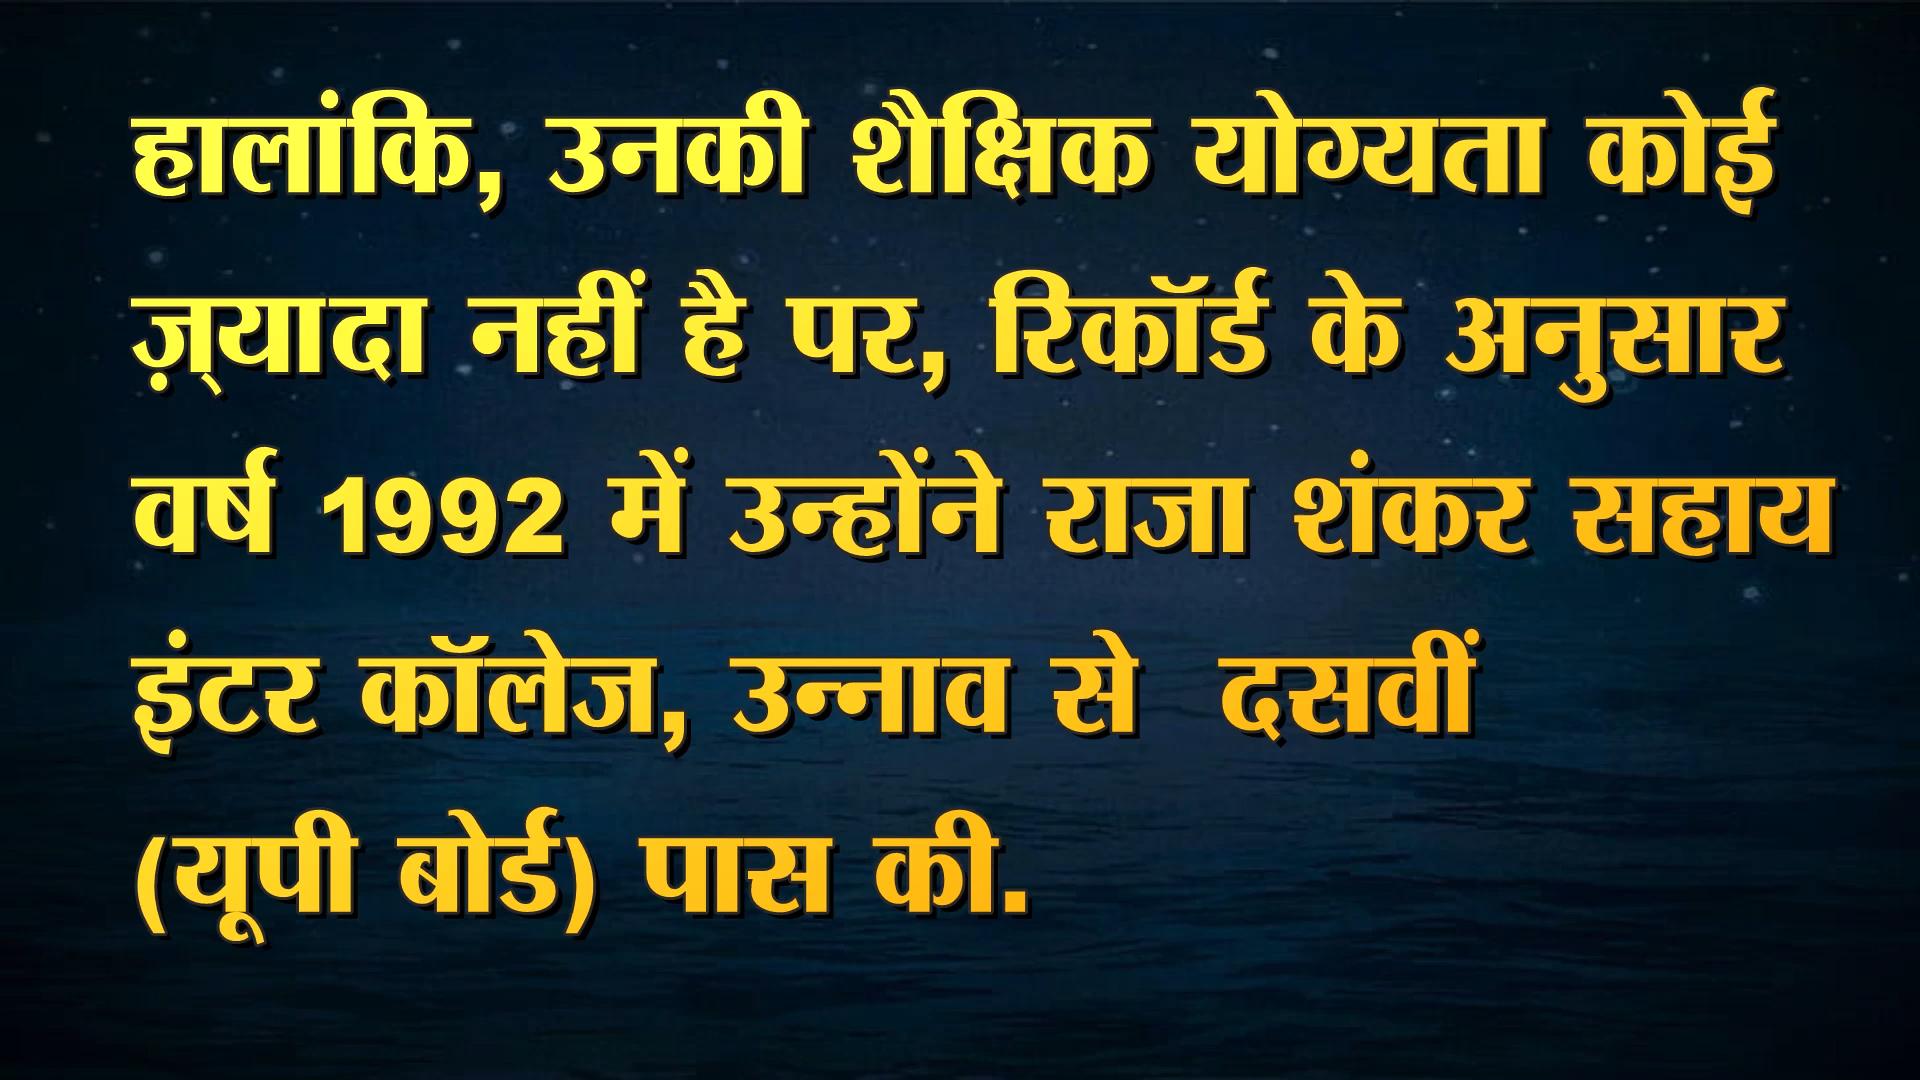 हालांकि, उनकी शैक्षिक योग्यता कोई
ज़्यादा नहीं है पर, रिकॉर्ड के अनुसार
वर्ष 1992 में उन्होंने राजा शंकर सहाय
इंटर कॉलेज, उन्नाव से दसवीं
(यूपी बोर्ड) पास की.